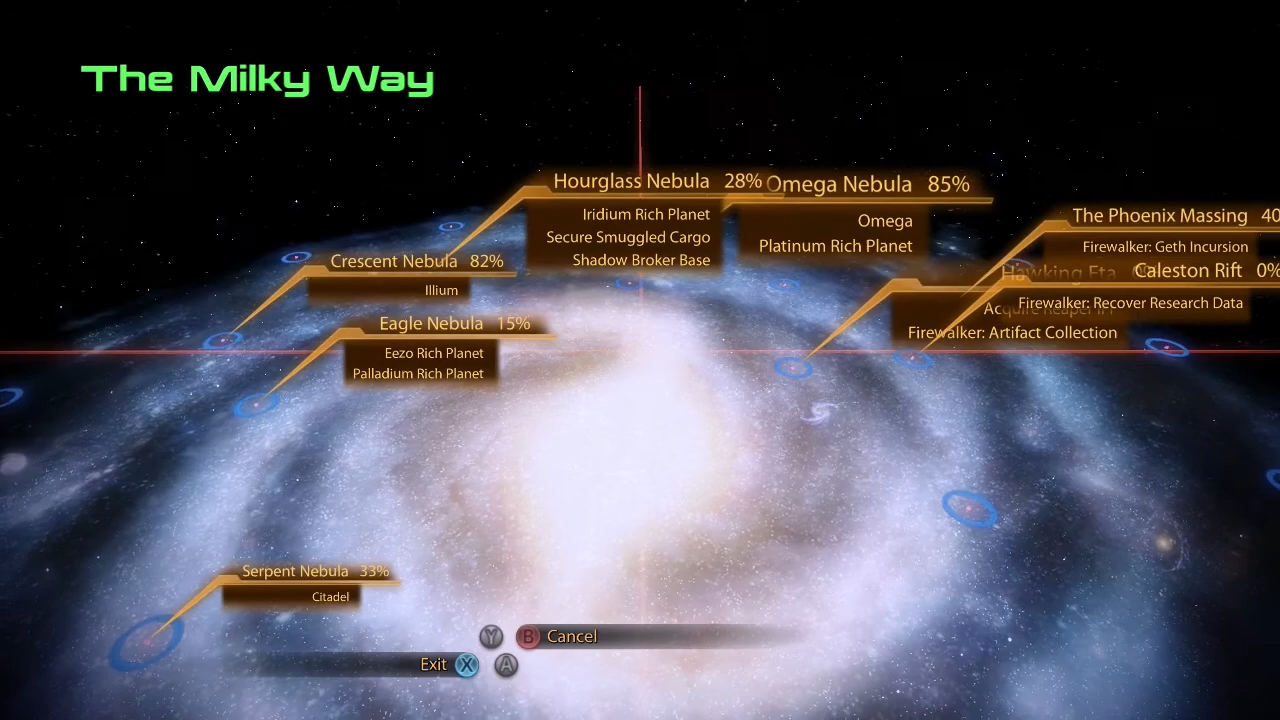 The Milky Way
Hourglass Nebula 28%
Iridium Rich Planet
Secure Smuggled Cargo
Shadow Broker Base
Omega Nebula 85%
Omega
Platinum Rich Planet
The Phoenix Massing 40
Firewalker: Geth Incursion
Crescent Nebula 82%
Illium
Hawking Eta
Firewalker: Artifact Collection
Caleston Rift 0%
Firewalker: Recover Research Data
Eagle Nebula 15%
Eezo Rich Planet
Palladium Rich Planet
Serpent Nebula 33%
Citadel
Y B Cancel
Exit X A